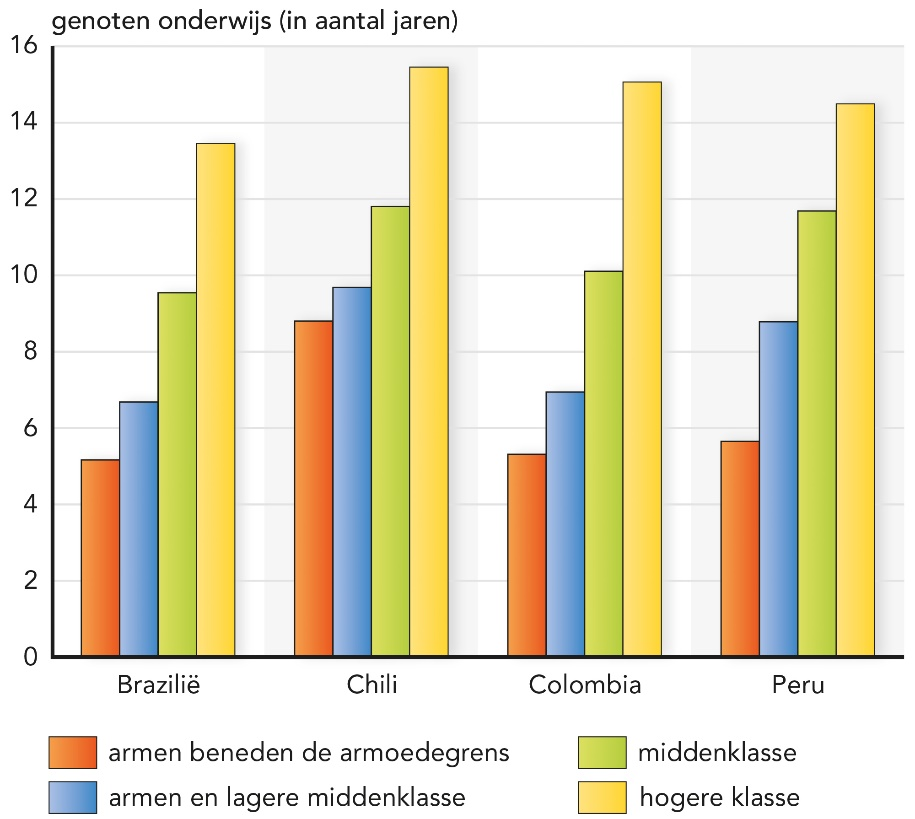 genoten onderwijs (in aantal jaren)
16
14
12
10
8
6
4
2
0
Brazilië Chili Colombia Peru
armen beneden de armoedegrens middenklasse
armen en lagere middenklasse hogere klasse